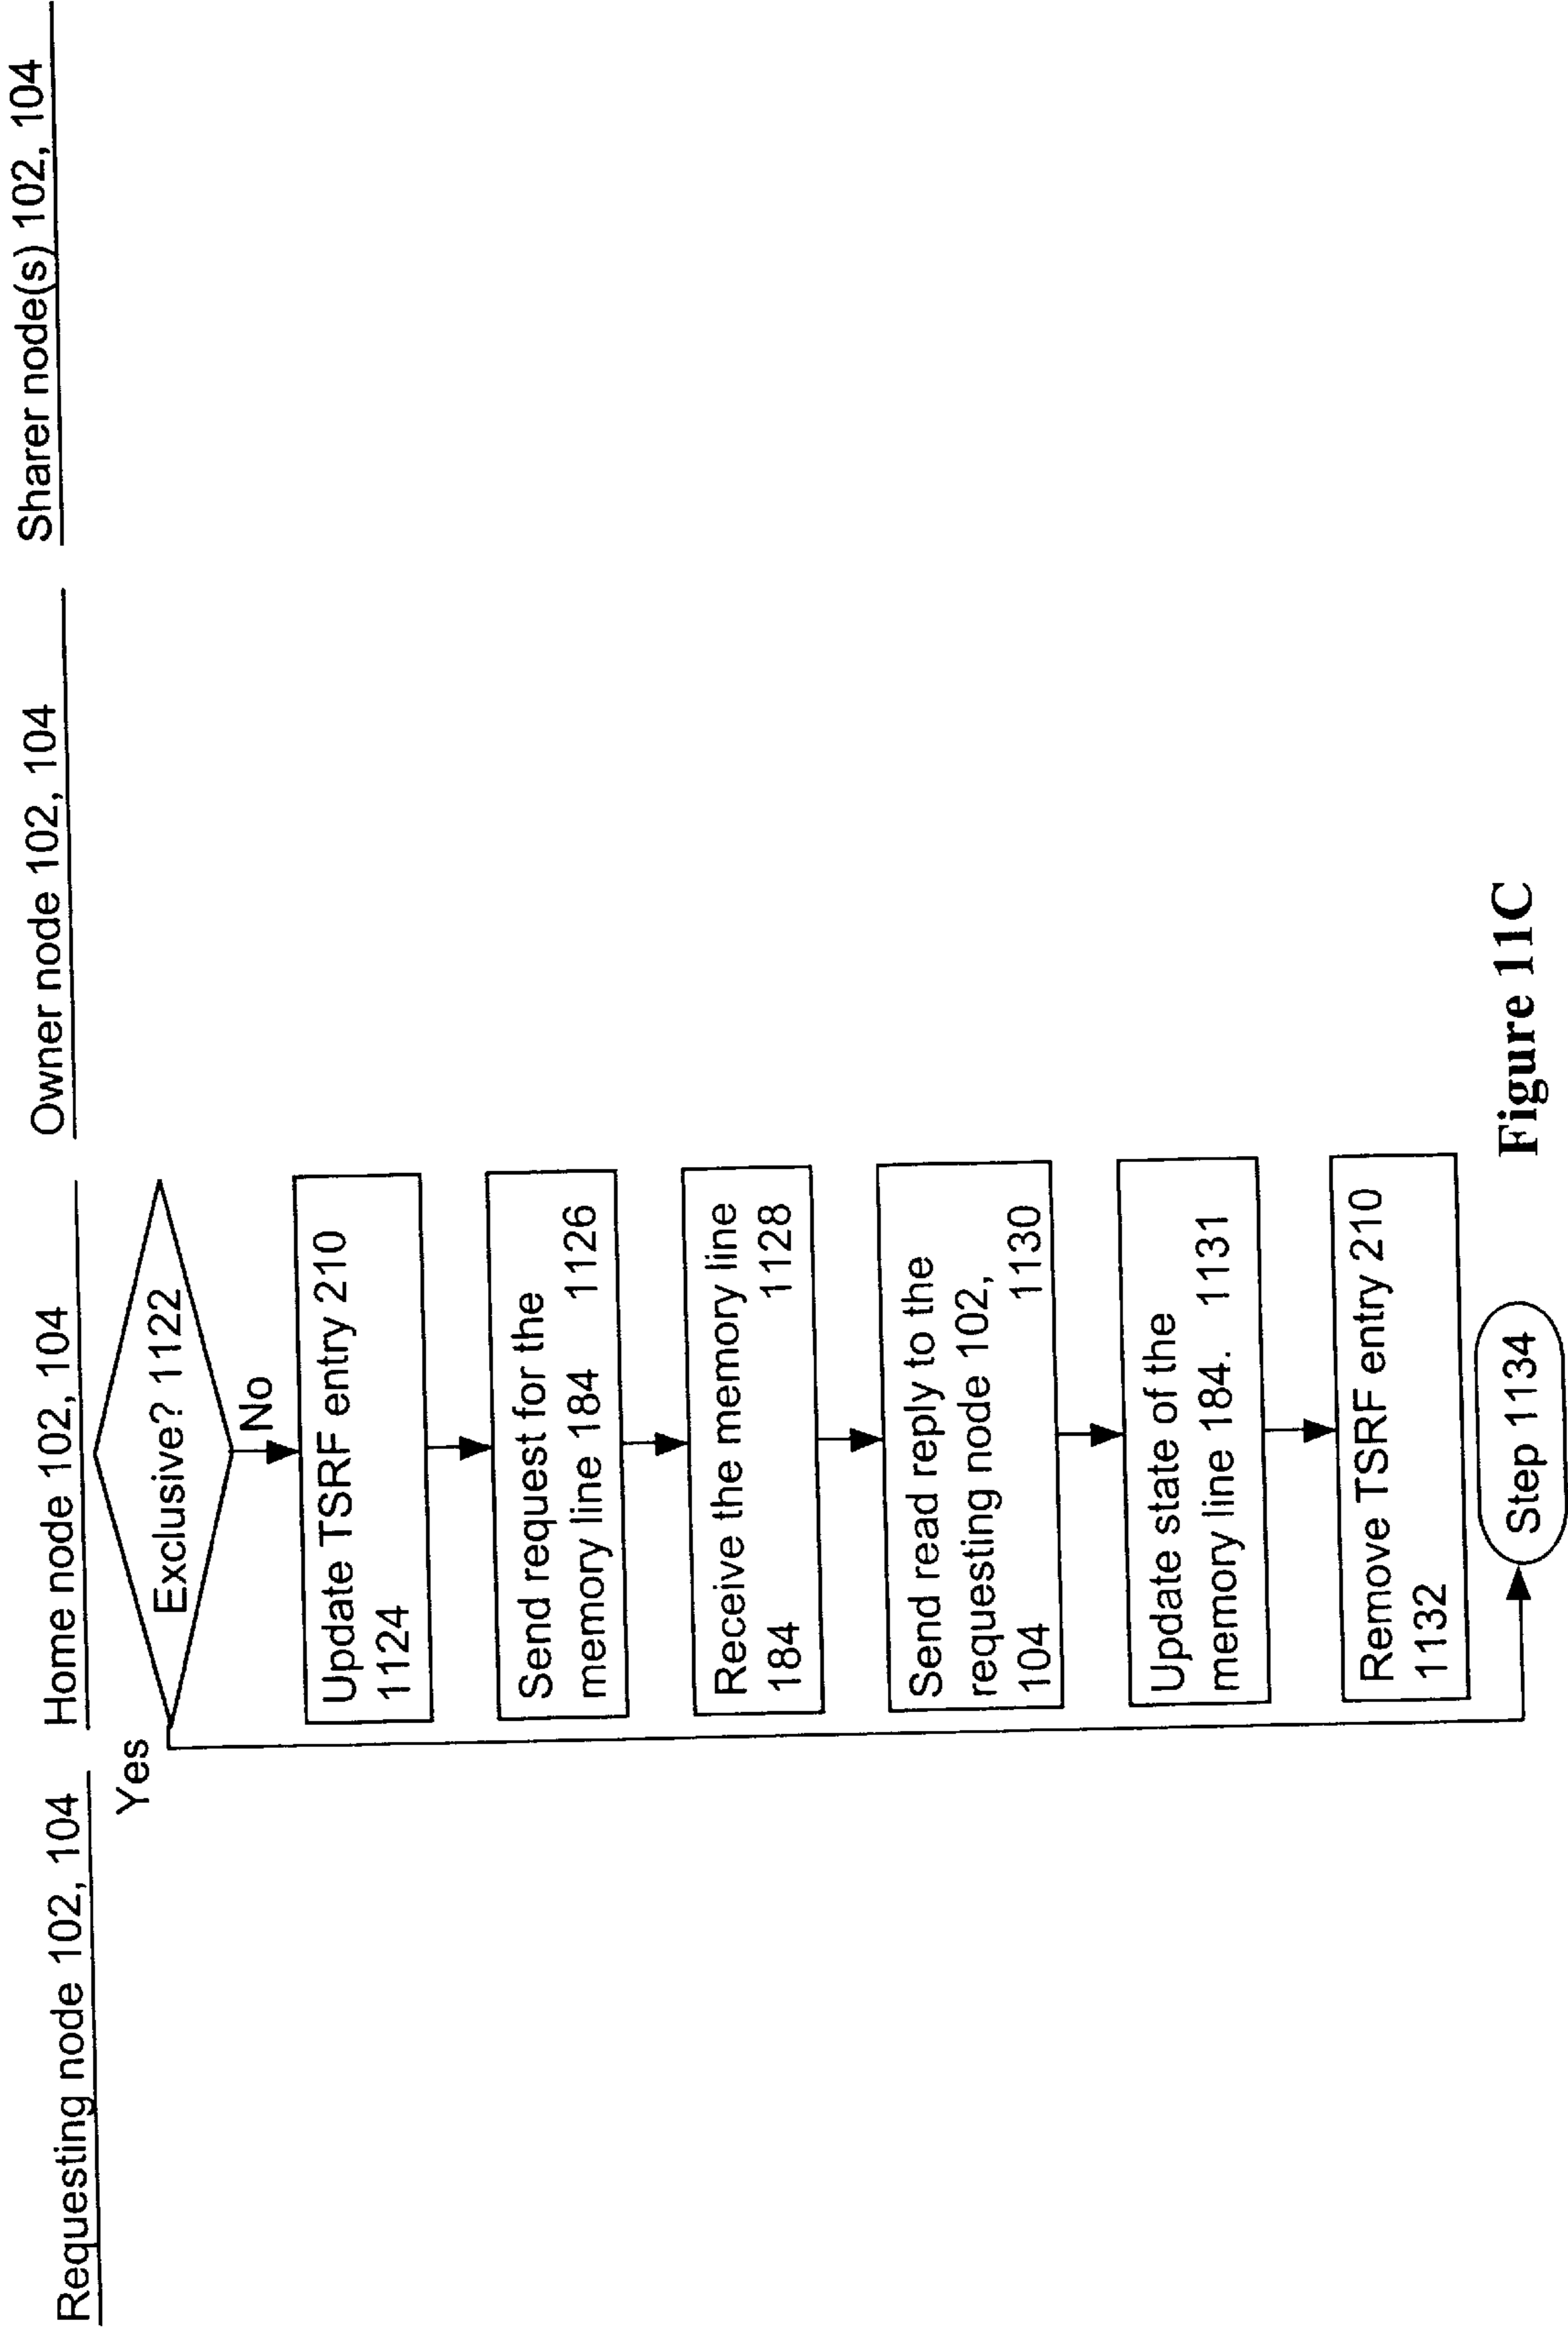 Requesting node 102, 104
Home node 102, 104
Owner node 102, 104
Sharer node(s) 102, 104
Yes
Exclusive? 1122
No
Update TSRF entry 210
1124
Send request for the
memory line 184 1126
Receive the memory line
184 1128
Send read reply to the
requesting node 102,
104 1130
Update state of the
memory line 184. 1131
Remove TSRF entry 210
1132
Step 1134
Figure 11C